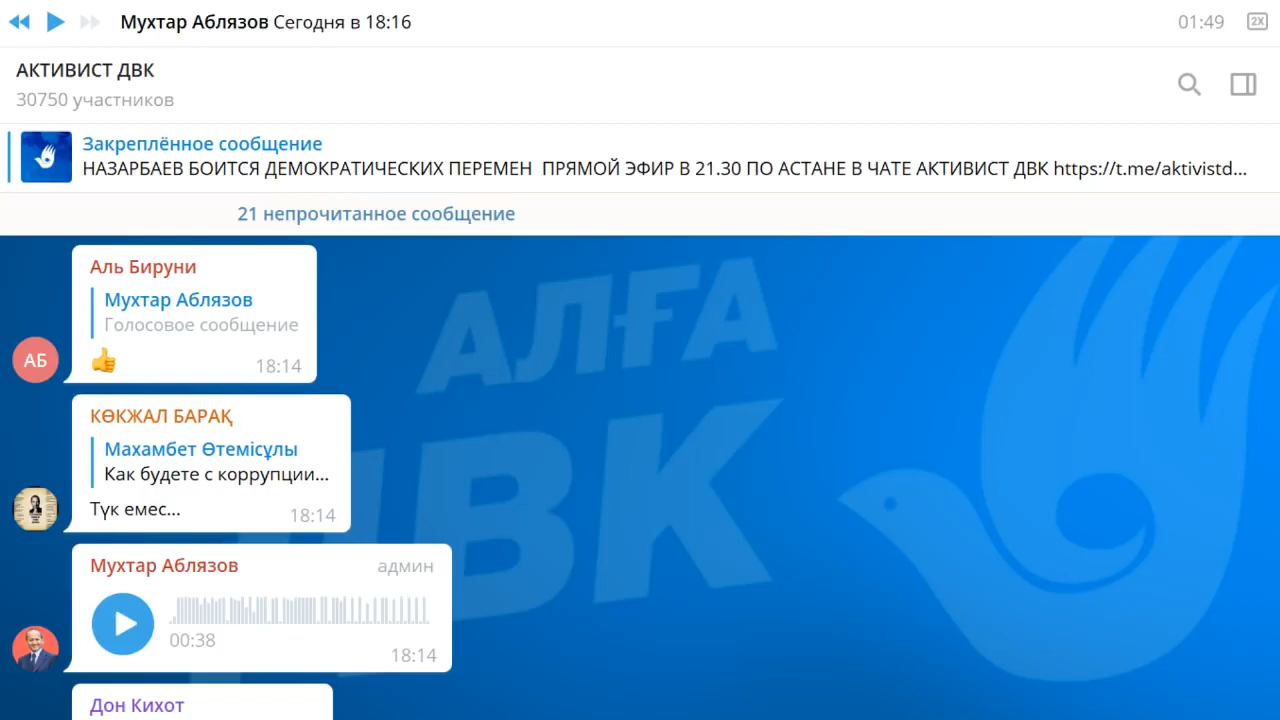 Мухтар Аблязов Сегодня в 18:16
01:49
2X
АКТИВИСТ ДВК
30750 участников
Закреплённое сообщение
НАЗАРБАЕВ БОИТСЯ ДЕМОКРАТИЧЕСКИХ ПЕРЕМЕН ПРЯМОЙ ЭФИР В 21.30 ПО АСТАНЕ В ЧАТЕ АКТИВИСТ ДВК https://t.me/aktivistd...
21 непрочитанное сообщение
Аль Бируни
Мухтар Аблязов
Голосовое сообщение
👍 18:14
АБ
КӨКЖАЛ БАРАҚ
Махамбет Өтемісұлы
Как будете с коррупции...
Түк емес...
18:14
Мухтар Аблязов админ
00:38
18:14
Дон Кихот
АЛҒА
ДВК